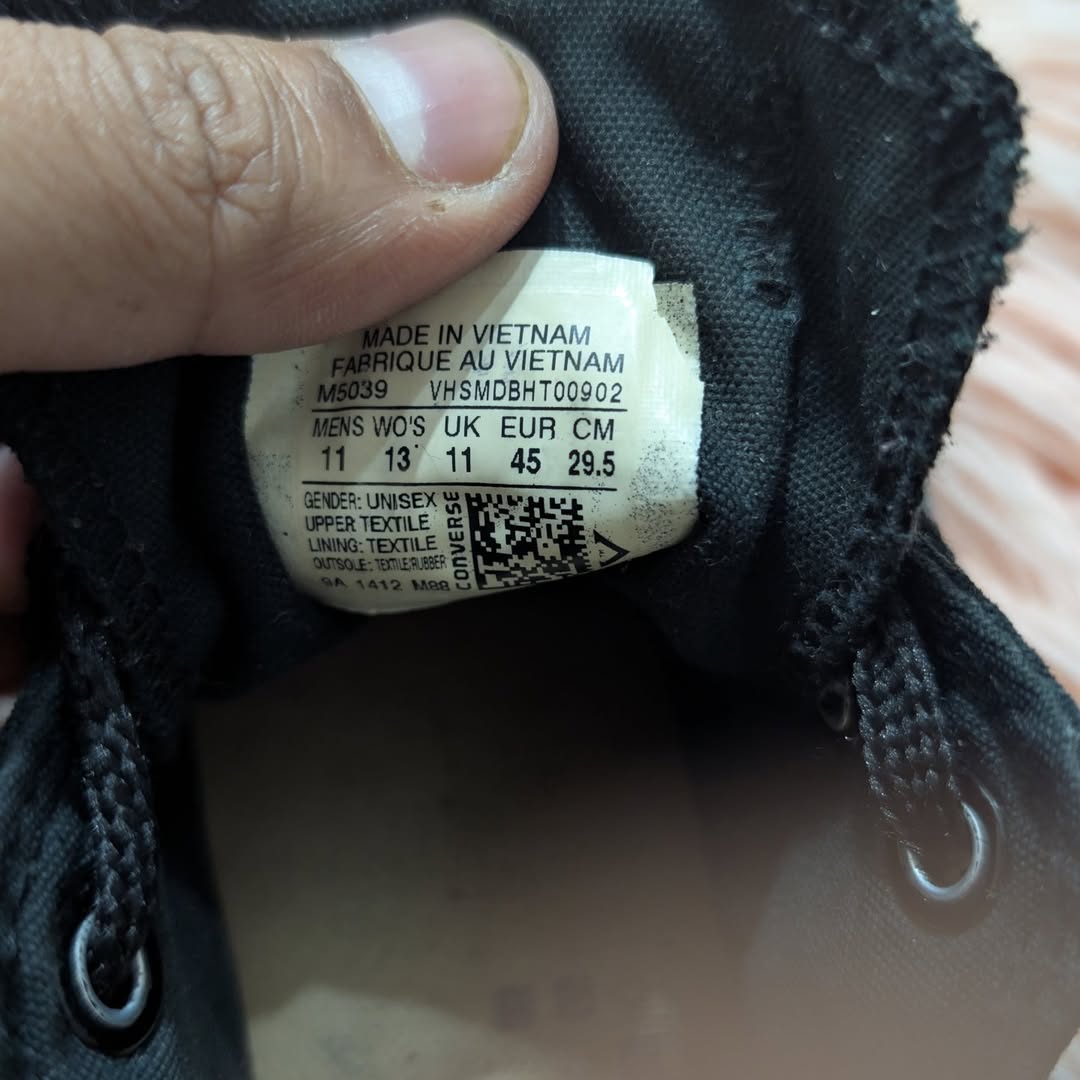 MADE IN VIETNAM
FABRIQUE AU VIETNAM
M5039 VHSMDBHT00902
MENS WO'S UK EUR CM
11 13 11 45 29.5
GENDER: UNISEX
UPPER TEXTILE
LINING: TEXTILE
OUTSOLE: TEXTILE/RUBBER
9A 1412 M88
CONVERSE